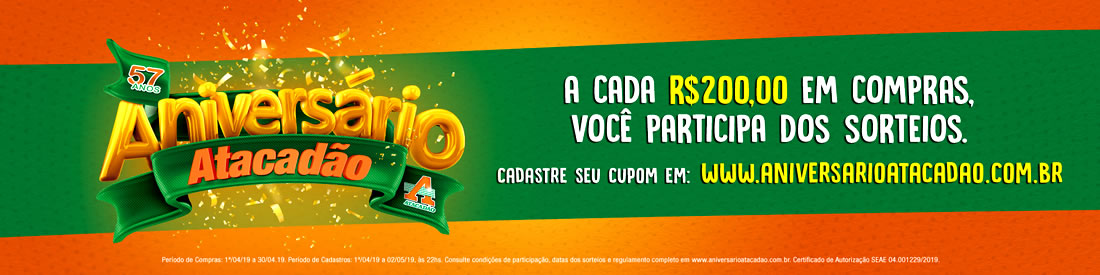 57
ANOS
Aniversário
Atacadão
ATACADÃO
A CADA R$200,00 EM COMPRAS,
VOCÊ PARTICIPA DOS SORTEIOS.
CADASTRE SEU CUPOM EM: WWW.ANIVERSARIOATACADAO.COM.BR
Período de Compras: 1º/04/19 a 30/04.19. Período de Cadastros: 1º/04/19 a 02/05/19, às 22hs. Consulte condições de participação, datas dos sorteios e regulamento completo em www.aniversarioatacadao.com.br. Certificado de Autorização SEAE 04.001229/2019.